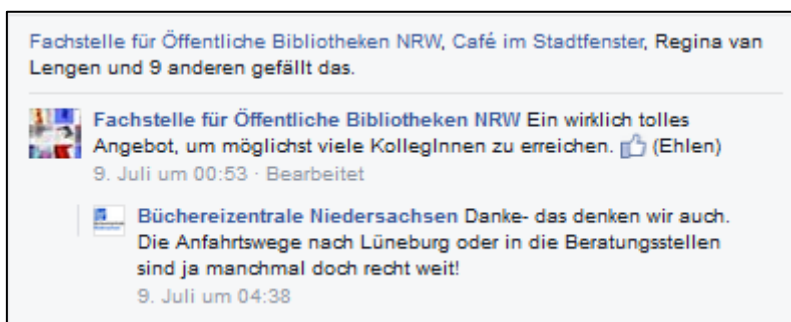 Fachstelle für Öffentliche Bibliotheken NRW, Café im Stadtfenster, Regina van
Lengen und 9 anderen gefällt das.
Fachstelle für Öffentliche Bibliotheken NRW Ein wirklich tolles
Angebot, um möglichst viele KollegInnen zu erreichen. (Ehlen)
9. Juli um 00:53 · Bearbeitet
Büchereizentrale Niedersachsen Danke- das denken wir auch.
Die Anfahrtswege nach Lüneburg oder in die Beratungsstellen
sind ja manchmal doch recht weit!
9. Juli um 04:38